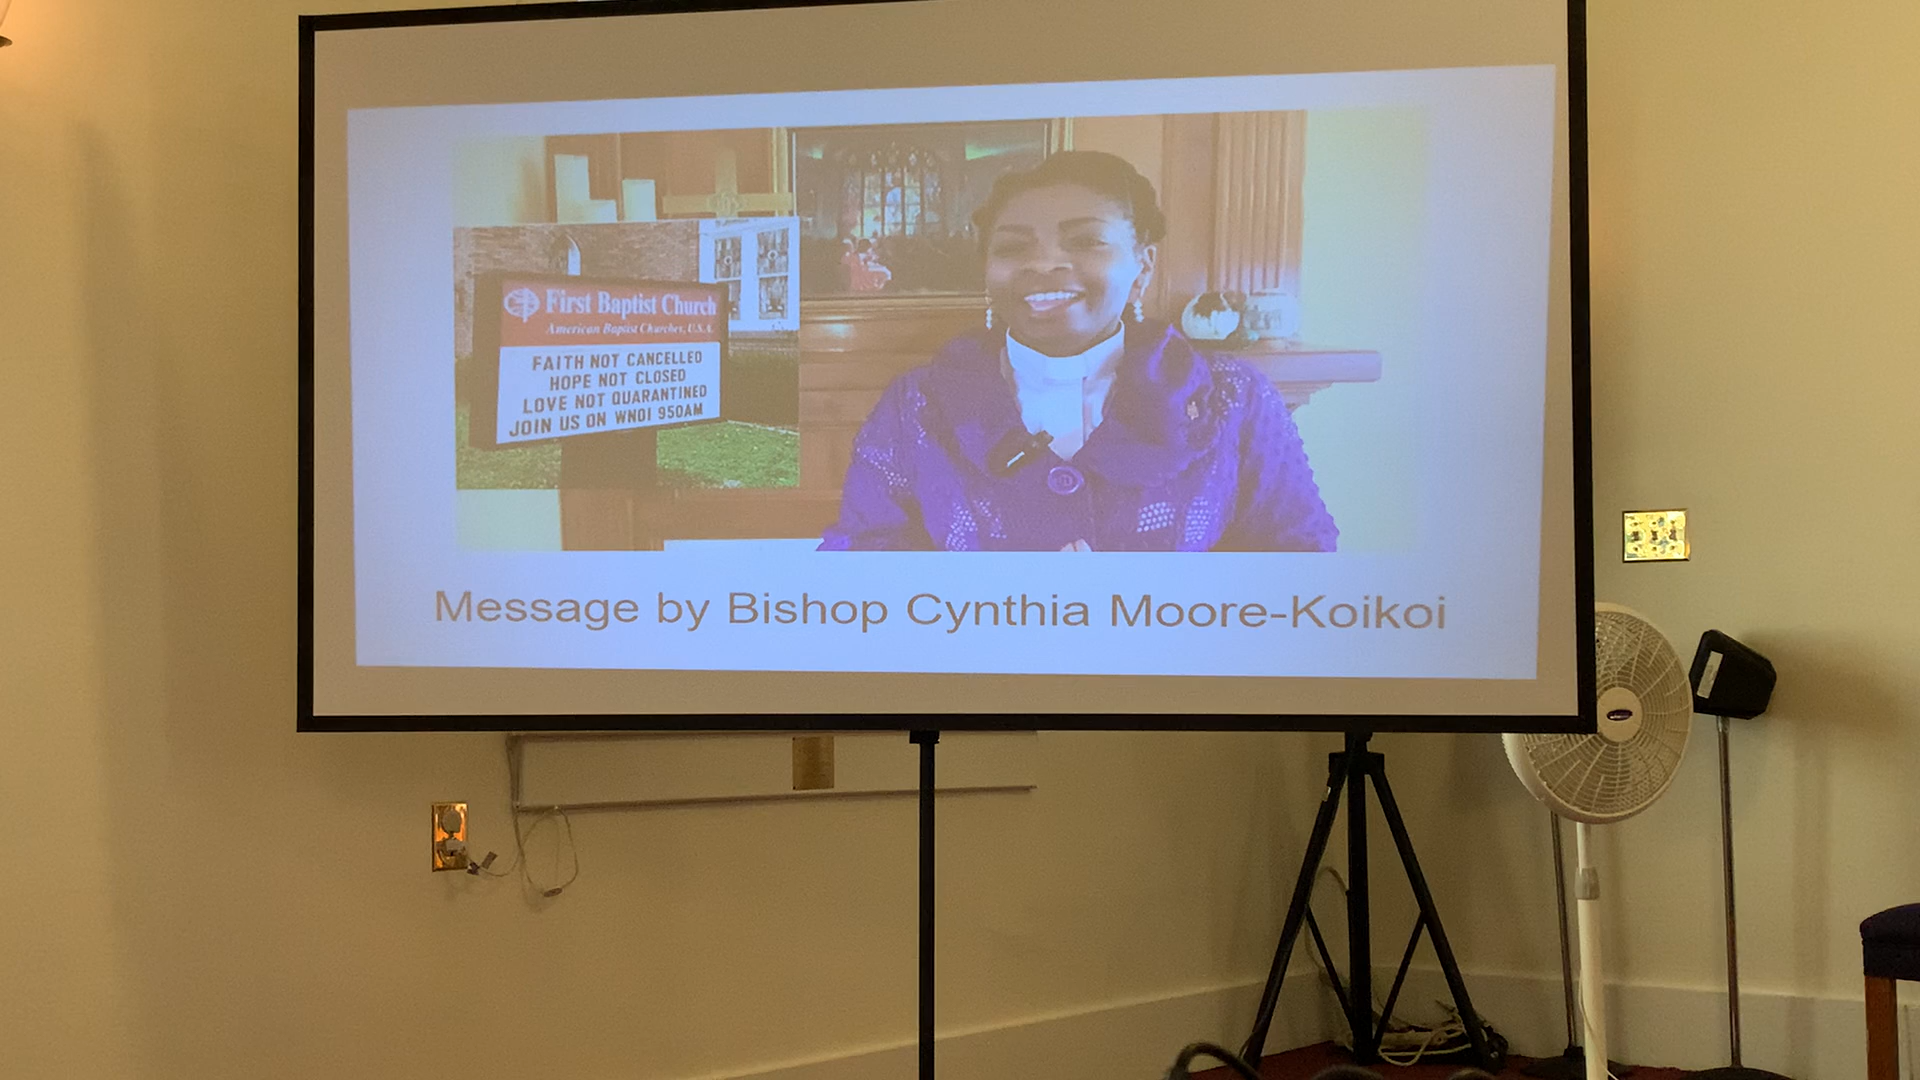 First Baptist Church
American Baptist Churches, U.S.A.
FAITH NOT CANCELLED
HOPE NOT CLOSED
LOVE NOT QUARANTINED
JOIN US ON WNOI 950AM
Message by Bishop Cynthia Moore-Koikoi